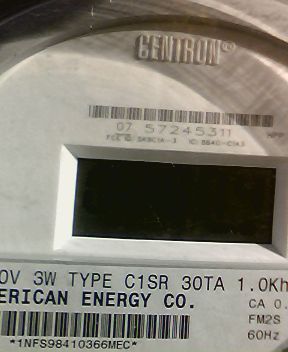 CENTRON®
07 57245311
0V 3W TYPE C1SR 30TA 1.0Kh
ERICAN ENERGY CO.
CA 0.
FM2S
60Hz
*1NFS98410366MEC*